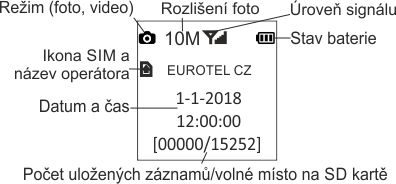 Režim (foto, video)
Rozlišení foto
Úroveň signálu
10M
Stav baterie
Ikona SIM a
název operátora
EUROTEL CZ
Datum a čas
1-1-2018
12:00:00
[00000/15252]
Počet uložených záznamů/volné místo na SD kartě